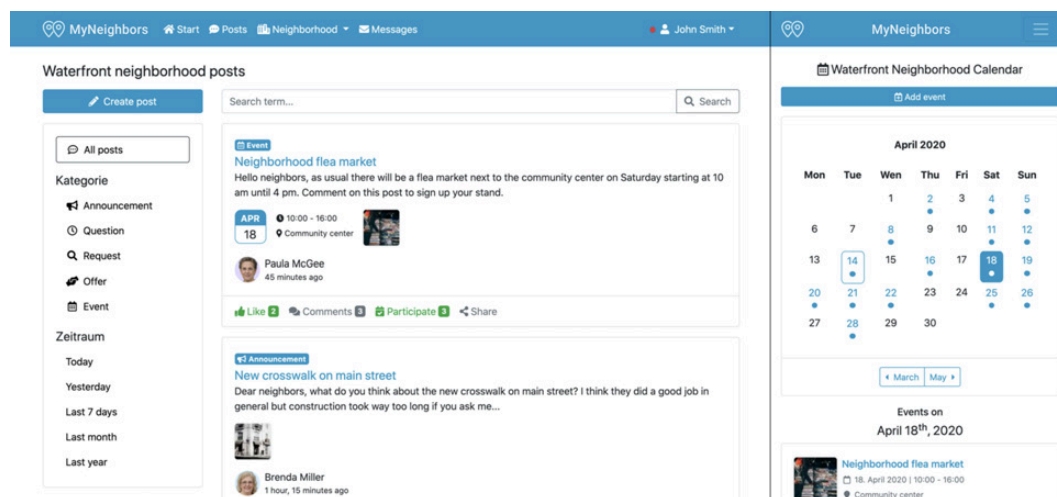 MyNeighbors Start Posts Neighborhood Messages John Smith
Waterfront neighborhood posts
Create post
Search term... Search
All posts
Kategorie
Announcement
Question
Request
Offer
Event
Zeitraum
Today
Yesterday
Last 7 days
Last month
Last year
Event
Neighborhood flea market
Hello neighbors, as usual there will be a flea market next to the community center on Saturday starting at 10
am until 4 pm. Comment on this post to sign up your stand.
APR
18
10:00 - 16:00
Community center
Paula McGee
45 minutes ago
Like 2 Comments 3 Participate 3 Share
Announcement
New crosswalk on main street
Dear neighbors, what do you think about the new crosswalk on main street? I think they did a good job in
general but construction took way too long if you ask me...
Brenda Miller
1 hour, 15 minutes ago
MyNeighbors
Waterfront Neighborhood Calendar
Add event
April 2020
Mon Tue Wen Thu Fri Sat Sun
1 2 3 4 5
6 7 8 9 10 11 12
13 14 15 16 17 18 19
20 21 22 23 24 25 26
27 28 29 30
March May
Events on
April 18th, 2020
Neighborhood flea market
18. April 2020 | 10:00 - 16:00
Community center